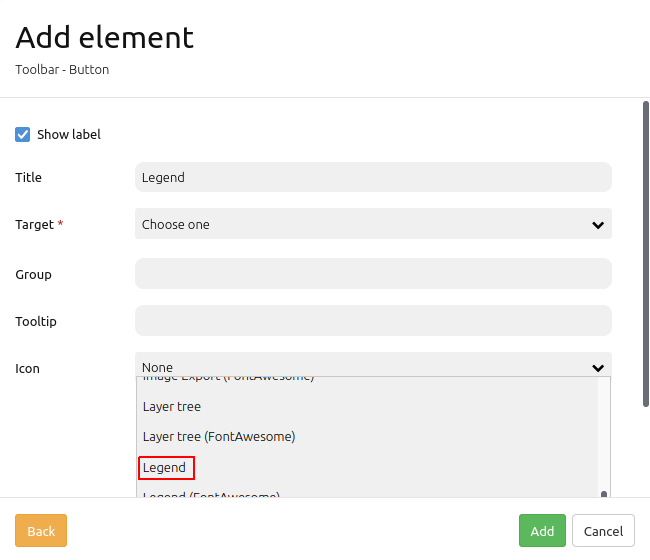 Add element
Toolbar - Button
Show label
Title
Legend
Target *
Choose one
Group
Tooltip
Icon
None
Image Export (FontAwesome)
Layer tree
Layer tree (FontAwesome)
Legend
Legend (FontAwesome)
Back
Add
Cancel